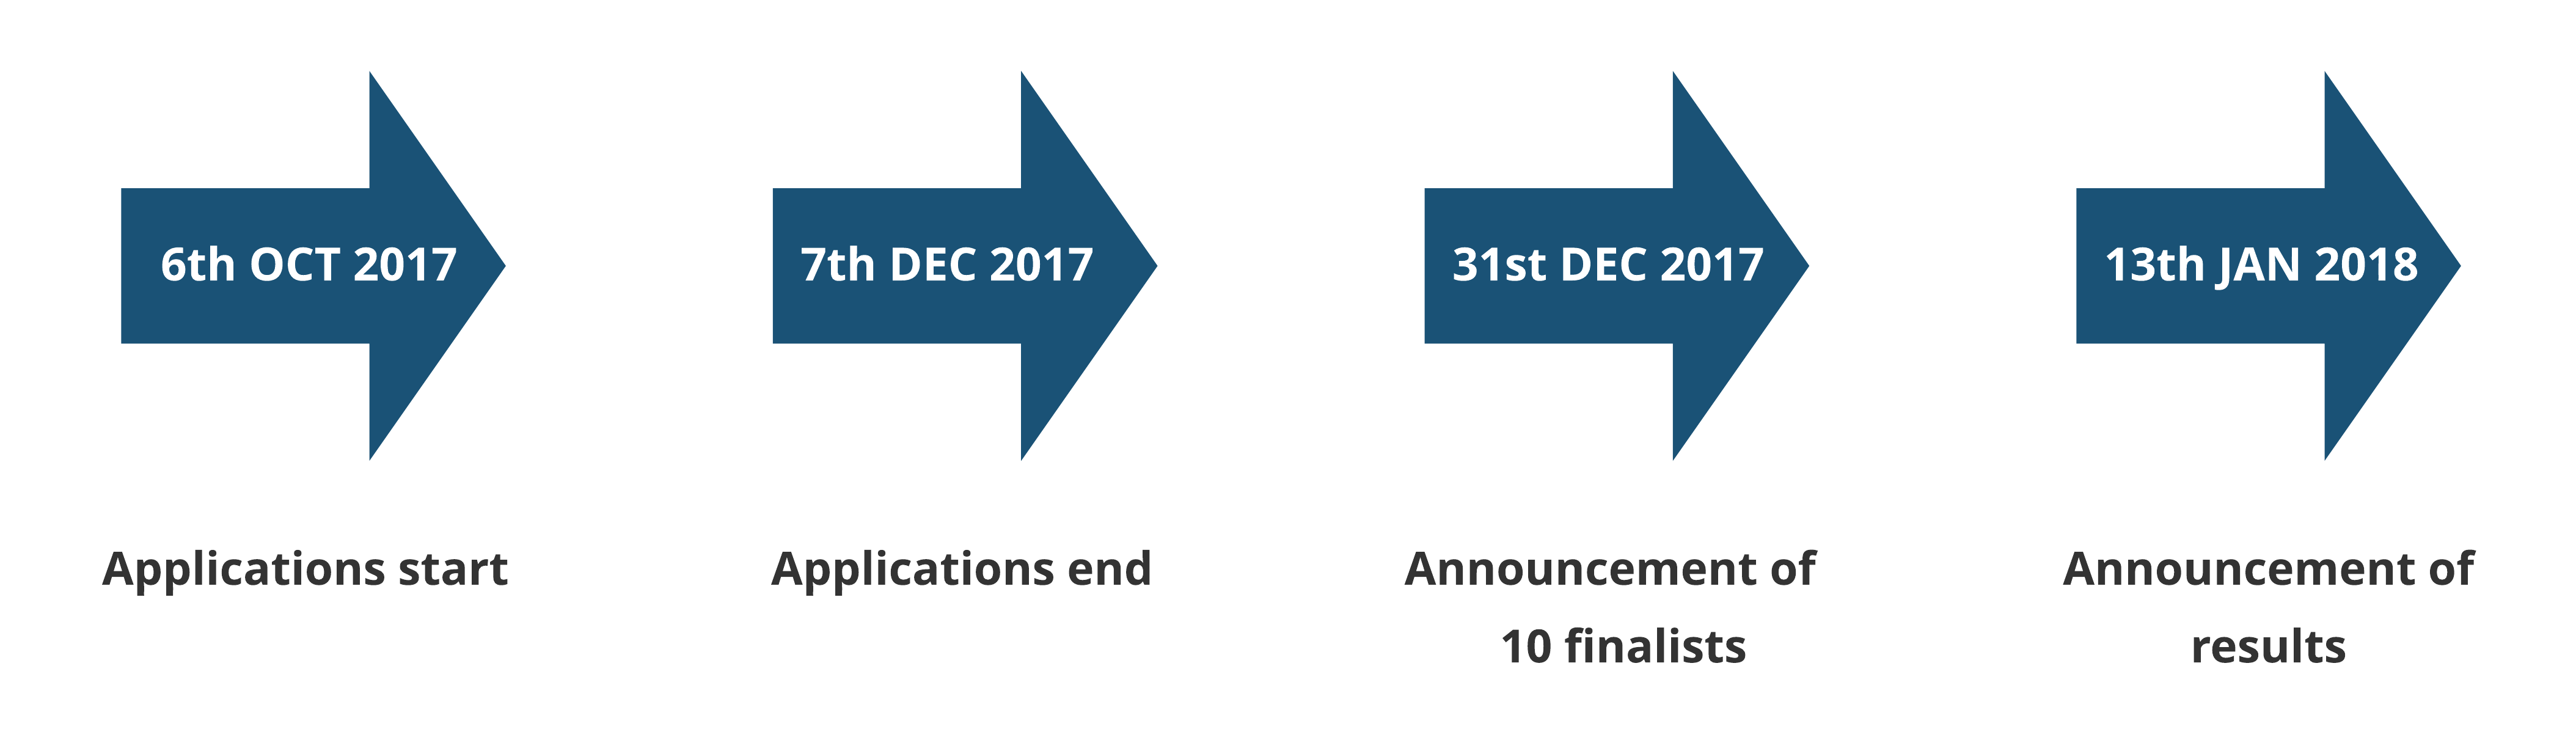 6th OCT 2017
7th DEC 2017
31st DEC 2017
13th JAN 2018
Applications start
Applications end
Announcement of
10 finalists
Announcement of
results